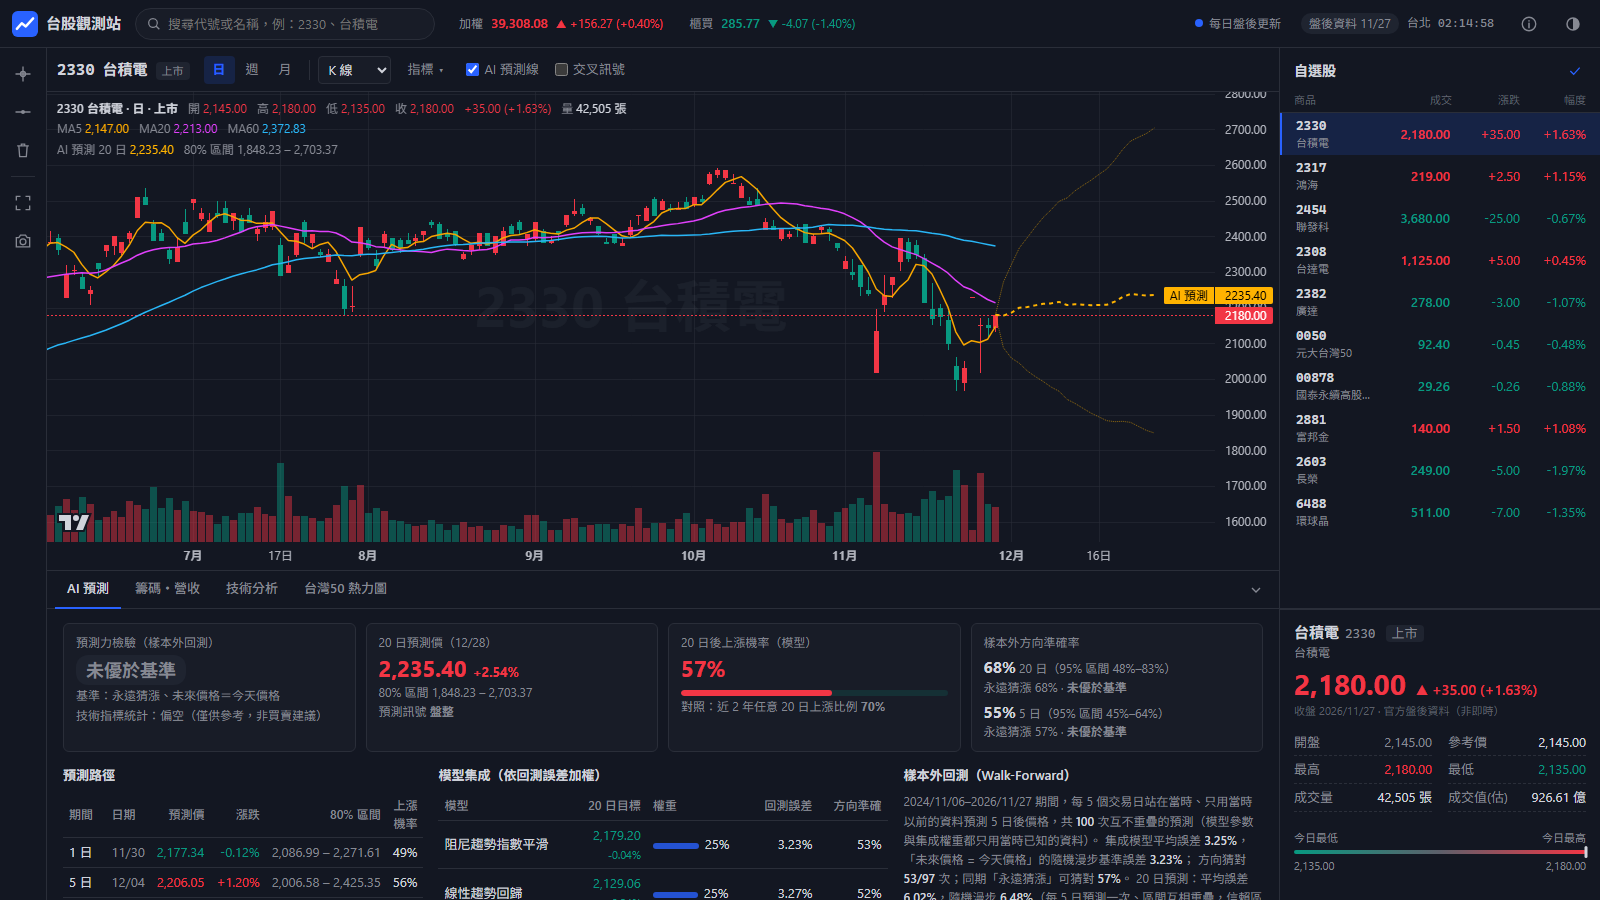 台股觀測站
搜尋代號或名稱，例：2330、台積電
加權 39,308.08 ▲ +156.27 (+0.40%) 櫃買 285.77 ▼ -4.07 (-1.40%)
每日盤後更新 盤後資料 11/27 台北 02:14:58
2330 台積電 上市 日 週 月 K 線 指標 AI 預測線 交叉訊號
2330 台積電 · 日 · 上市 開 2,145.00 高 2,180.00 低 2,135.00 收 2,180.00 +35.00 (+1.63%) 量 42,505 張
MA5 2,147.00 MA20 2,213.00 MA60 2,372.83
AI 預測 20 日 2,235.40 80% 區間 1,848.23 – 2,703.37
2330 台積電
2800.00
2700.00
2600.00
2500.00
2400.00
2300.00
AI 預測 2235.40
2180.00
2100.00
2000.00
1900.00
1800.00
1700.00
1600.00
7月 17日 8月 9月 10月 11月 12月 16日
自選股
商品 成交 漲跌 幅度
2330 台積電 2,180.00 +35.00 +1.63%
2317 鴻海 219.00 +2.50 +1.15%
2454 聯發科 3,680.00 -25.00 -0.67%
2308 台達電 1,125.00 +5.00 +0.45%
2382 廣達 278.00 -3.00 -1.07%
0050 元大台灣50 92.40 -0.45 -0.48%
00878 國泰永續高股... 29.26 -0.26 -0.88%
2881 富邦金 140.00 +1.50 +1.08%
2603 長榮 249.00 -5.00 -1.97%
6488 環球晶 511.00 -7.00 -1.35%
AI 預測 籌碼・營收 技術分析 台灣50 熱力圖
預測力檢驗（樣本外回測）
未優於基準
基準：永遠猜漲、未來價格＝今天價格
技術指標統計：偏空（僅供參考，非買賣建議）
20 日預測價（12/28）
2,235.40 +2.54%
80% 區間 1,848.23 – 2,703.37
預測訊號 盤整
20 日後上漲機率（模型）
57%
對照：近 2 年任意 20 日上漲比例 70%
樣本外方向準確率
68% 20 日（95% 區間 48%–83%）
永遠猜漲 68% · 未優於基準
55% 5 日（95% 區間 45%–64%）
永遠猜漲 57% · 未優於基準
預測路徑
期間 日期 預測價 漲跌 80% 區間 上漲機率
1 日 11/30 2,177.34 -0.12% 2,086.99 – 2,271.61 49%
5 日 12/04 2,206.05 +1.20% 2,006.58 – 2,425.35 56%
模型集成（依回測誤差加權）
模型 20 日目標 權重 回測誤差 方向準確
阻尼趨勢指數平滑 2,179.20 -0.04% 25% 3.23% 53%
線性趨勢回歸 2,129.06 25% 3.27% 52%
樣本外回測（Walk-Forward）
2024/11/06–2026/11/27 期間，每 5 個交易日站在當時、只用當時
以前的資料預測 5 日後價格，共 100 次互不重疊的預測（模型參數
與集成權重都只用當時已知的資料）。 集成模型平均誤差 3.25%，
「未來價格 = 今天價格」的隨機漫步基準誤差 3.23%； 方向猜對
53/97 次；同期「永遠猜漲」可猜對 57%。 20 日預測：平均誤差
6.02%，隨機漫步 6.48%（每 5 日預測一次、區間互相重疊，信賴區
台積電 2330 上市
台積電
2,180.00 ▲ +35.00 (+1.63%)
收盤 2026/11/27 · 官方盤後資料（非即時）
開盤 2,145.00 參考價 2,145.00
最高 2,180.00 最低 2,135.00
成交量 42,505 張 成交值(估) 926.61 億
今日最低 今日最高
2,135.00 2,180.00